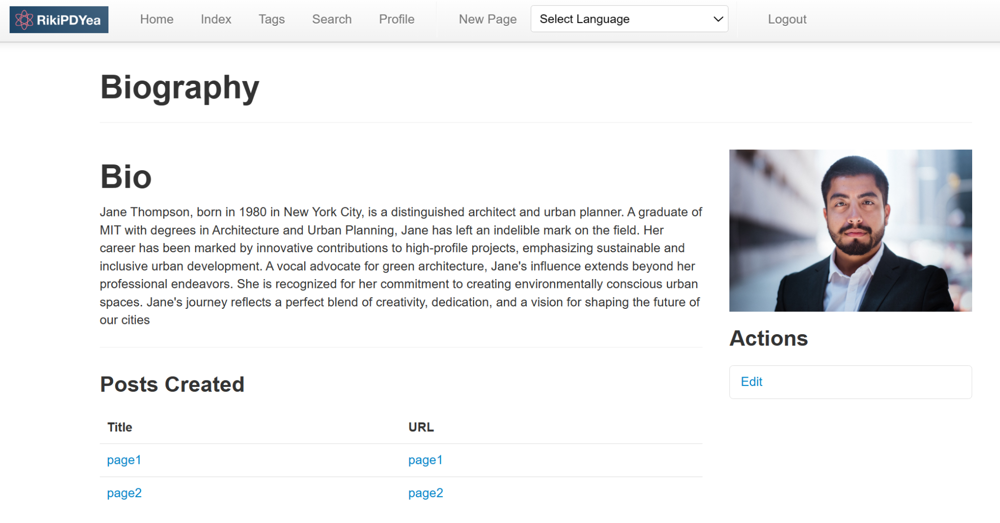 RikiPDYea Home Index Tags Search Profile New Page Select Language Logout
Biography
Bio
Jane Thompson, born in 1980 in New York City, is a distinguished architect and urban planner. A graduate of
MIT with degrees in Architecture and Urban Planning, Jane has left an indelible mark on the field. Her
career has been marked by innovative contributions to high-profile projects, emphasizing sustainable and
inclusive urban development. A vocal advocate for green architecture, Jane's influence extends beyond her
professional endeavors. She is recognized for her commitment to creating environmentally conscious urban
spaces. Jane's journey reflects a perfect blend of creativity, dedication, and a vision for shaping the future of
our cities
Actions
Edit
Posts Created
Title URL
page1 page1
page2 page2